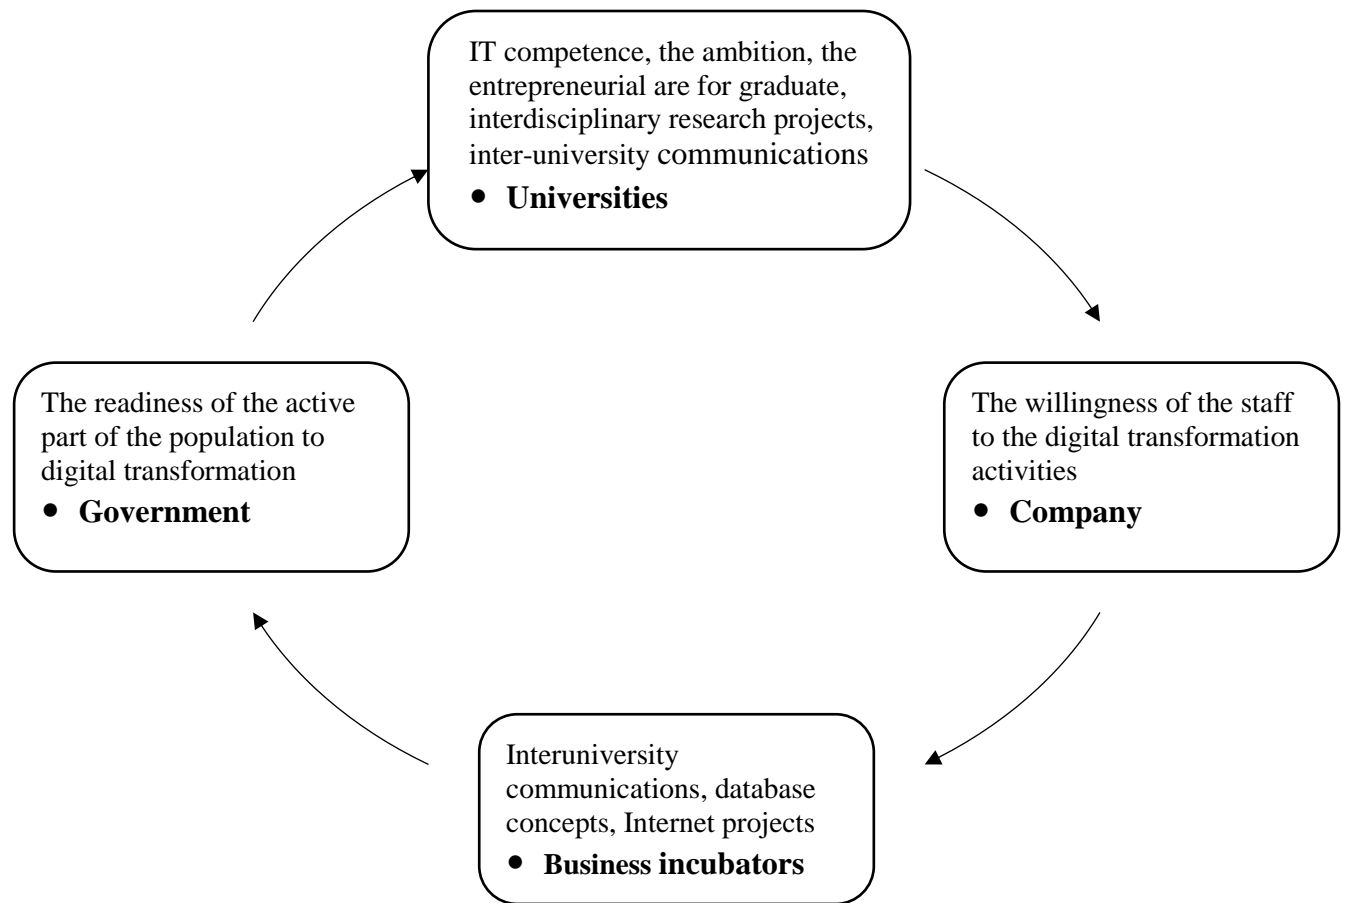 IT competence, the ambition, the
entrepreneurial are for graduate,
interdisciplinary research projects,
inter-university communications
• Universities
The readiness of the active
part of the population to
digital transformation
• Government
The willingness of the staff
to the digital transformation
activities
• Company
Interuniversity
communications, database
concepts, Internet projects
• Business incubators